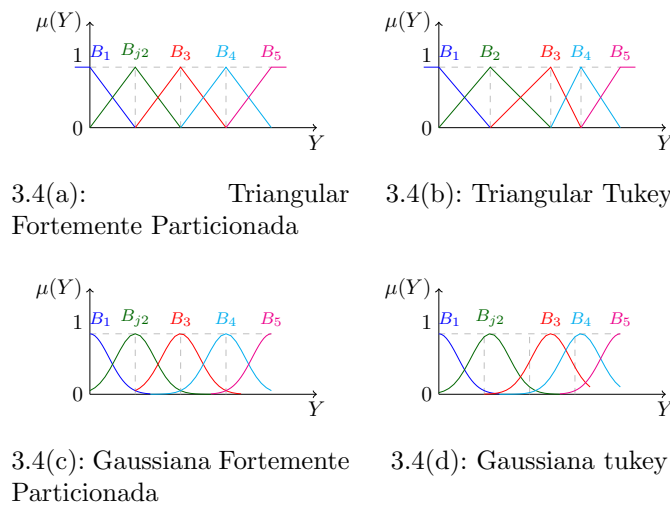 μ(Y)
1
B1 Bj2 B3 B4 B5
0
Y
3.4(a): Triangular
Fortemente Particionada
μ(Y)
1
B1 B2 B3 B4 B5
0
Y
3.4(b): Triangular Tukey
μ(Y)
1
B1 Bj2 B3 B4 B5
0
Y
3.4(c): Gaussiana Fortemente
Particionada
μ(Y)
1
B1 Bj2 B3 B4 B5
0
Y
3.4(d): Gaussiana tukey